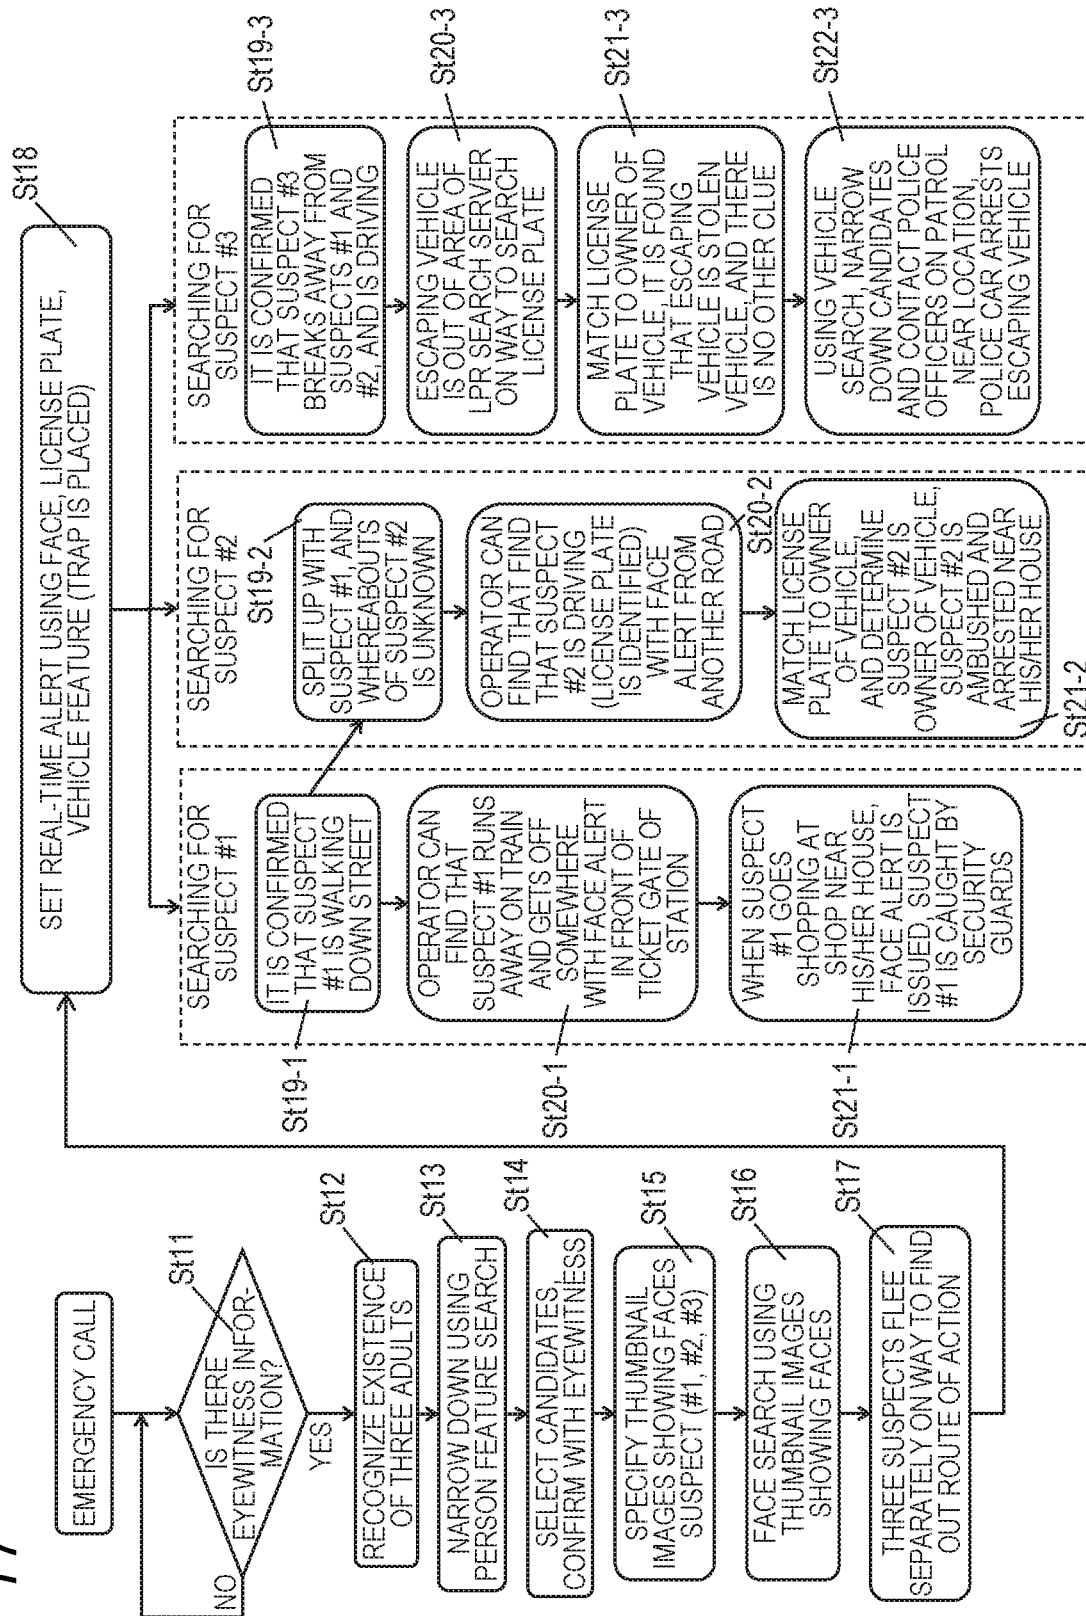 17
EMERGENCY CALL
St11
IS THERE
EYEWITNESS INFOR-
MATION?
NO
YES
St12
RECOGNIZE EXISTENCE
OF THREE ADULTS
St13
NARROW DOWN USING
PERSON FEATURE SEARCH
St14
SELECT CANDIDATES,
CONFIRM WITH EYEWITNESS
St15
SPECIFY THUMBNAIL
IMAGES SHOWING FACES
SUSPECT (#1, #2, #3)
St16
FACE SEARCH USING
THUMBNAIL IMAGES
SHOWING FACES
St17
THREE SUSPECTS FLEE
SEPARATELY ON WAY TO FIND
OUT ROUTE OF ACTION
St18
SET REAL-TIME ALERT USING FACE, LICENSE PLATE,
VEHICLE FEATURE (TRAP IS PLACED)
SEARCHING FOR
SUSPECT #1
St19-1
IT IS CONFIRMED
THAT SUSPECT
#1 IS WALKING
DOWN STREET
St20-1
OPERATOR CAN
FIND THAT
SUSPECT #1 RUNS
AWAY ON TRAIN
AND GETS OFF
SOMEWHERE
WITH FACE ALERT
IN FRONT OF
TICKET GATE OF
STATION
St21-1
WHEN SUSPECT
#1 GOES
SHOPPING AT
SHOP NEAR
HIS/HER HOUSE,
FACE ALERT IS
ISSUED, SUSPECT
#1 IS CAUGHT BY
SECURITY
GUARDS
SEARCHING FOR
SUSPECT #2
St19-2
SPLIT UP WITH
SUSPECT #1, AND
WHEREABOUTS
OF SUSPECT #2
IS UNKNOWN
OPERATOR CAN
FIND THAT FIND
THAT SUSPECT
#2 IS DRIVING
(LICENSE PLATE
IS IDENTIFIED)
WITH FACE
ALERT FROM
ANOTHER ROAD
St20-2
MATCH LICENSE
PLATE TO OWNER
OF VEHICLE,
AND DETERMINE
SUSPECT #2 IS
OWNER OF VEHICLE,
SUSPECT #2 IS
AMBUSHED AND
ARRESTED NEAR
HIS/HER HOUSE
St21-2
SEARCHING FOR
SUSPECT #3
St19-3
IT IS CONFIRMED
THAT SUSPECT #3
BREAKS AWAY FROM
SUSPECTS #1 AND
#2, AND IS DRIVING
St20-3
ESCAPING VEHICLE
IS OUT OF AREA OF
LPR SEARCH SERVER
ON WAY TO SEARCH
LICENSE PLATE
St21-3
MATCH LICENSE
PLATE TO OWNER OF
VEHICLE, IT IS FOUND
THAT ESCAPING
VEHICLE IS STOLEN
VEHICLE, AND THERE
IS NO OTHER CLUE
St22-3
USING VEHICLE
SEARCH, NARROW
DOWN CANDIDATES
AND CONTACT POLICE
OFFICERS ON PATROL
NEAR LOCATION,
POLICE CAR ARRESTS
ESCAPING VEHICLE